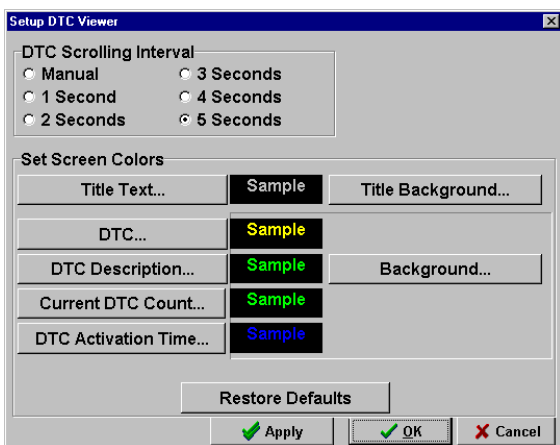 Setup DTC Viewer
DTC Scrolling Interval
Manual 3 Seconds
1 Second 4 Seconds
2 Seconds 5 Seconds
Set Screen Colors
Title Text... Sample Title Background...
DTC... Sample
DTC Description... Sample Background...
Current DTC Count... Sample
DTC Activation Time... Sample
Restore Defaults
Apply OK Cancel